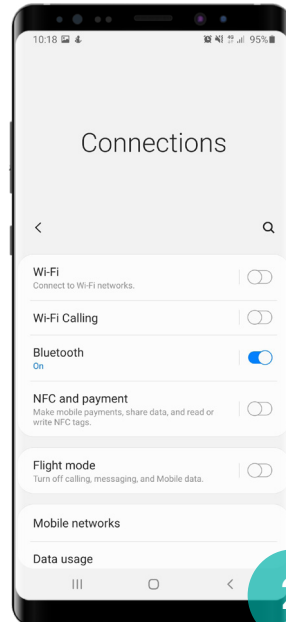 10:18 95%
Connections
Wi-Fi
Connect to Wi-Fi networks.
Wi-Fi Calling
Bluetooth
On
NFC and payment
Make mobile payments, share data, and read or
write NFC tags.
Flight mode
Turn off calling, messaging, and Mobile data.
Mobile networks
Data usage